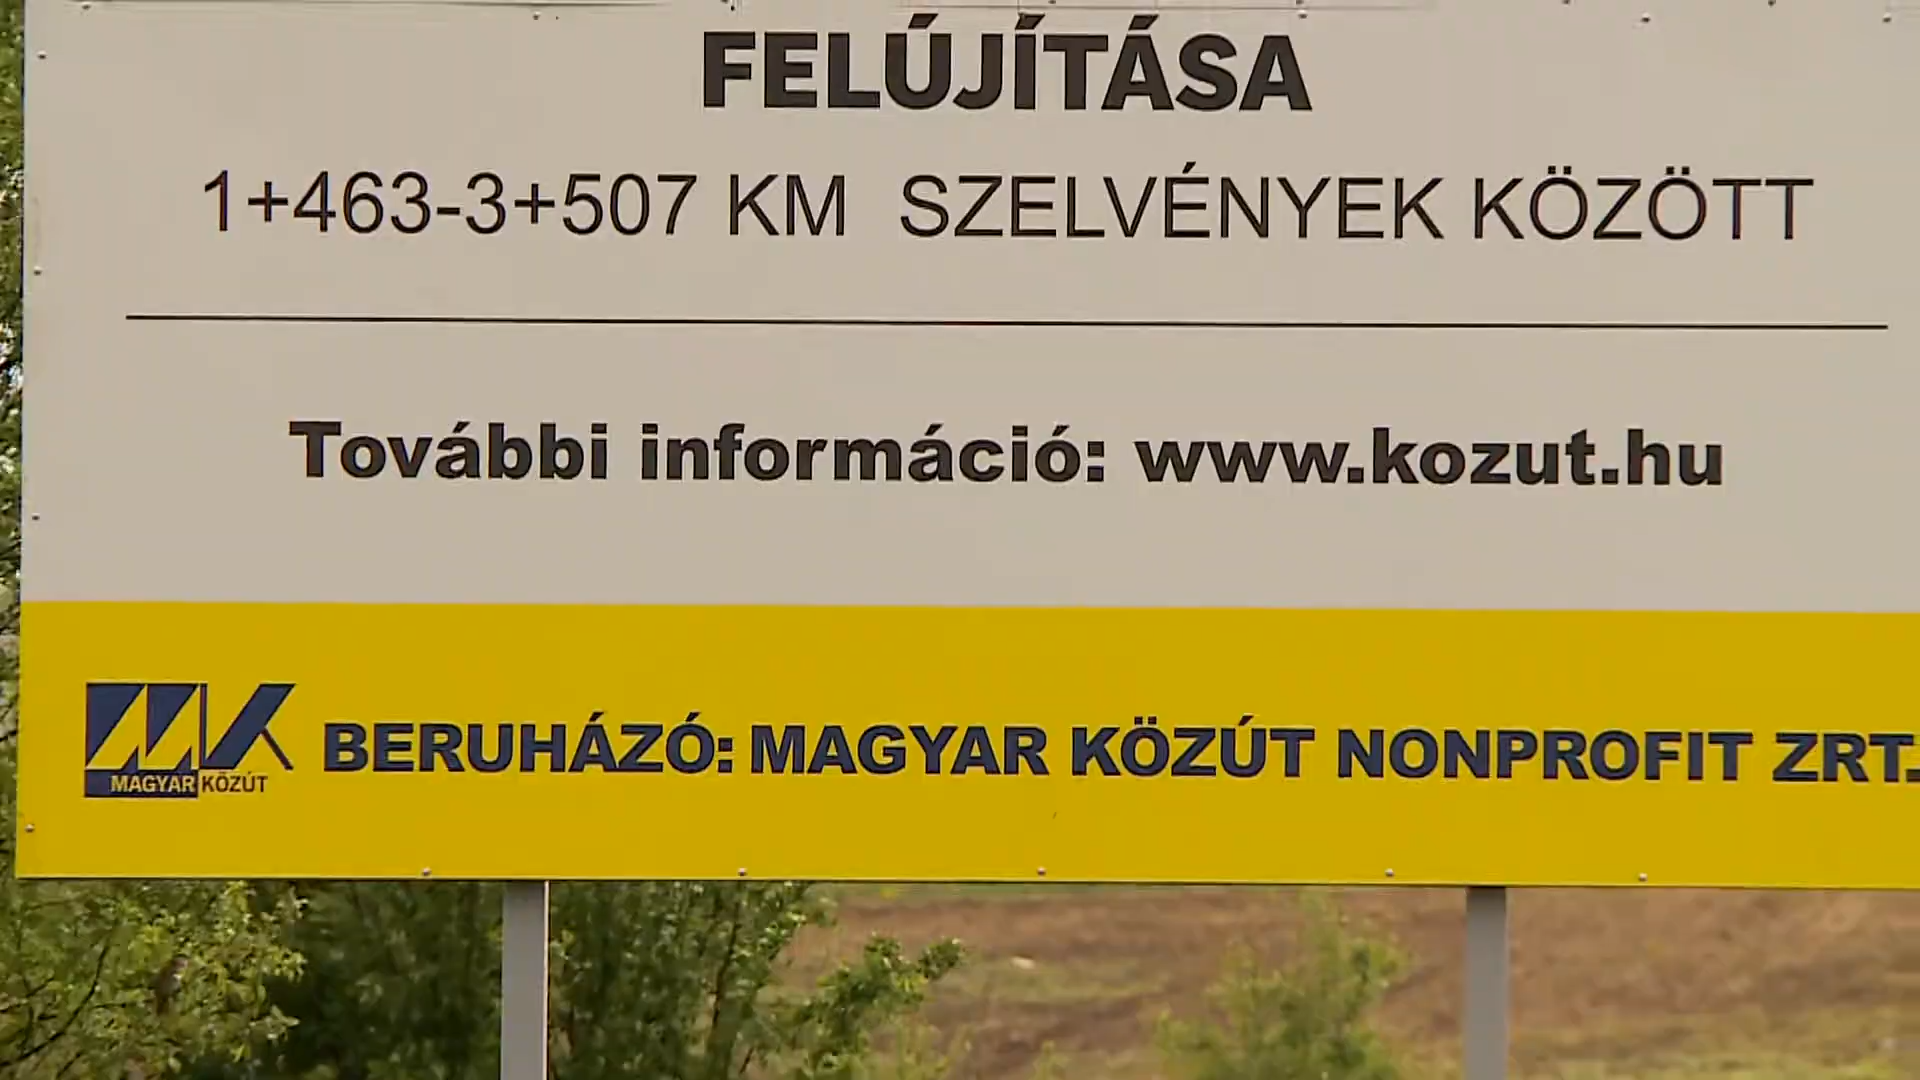 FELÚJÍTÁSA
1+463-3+507 KM SZELVÉNYEK KÖZÖTT
További információ: www.kozut.hu
MAGYAR KÖZÚT
BERUHÁZÓ: MAGYAR KÖZÚT NONPROFIT ZRT.